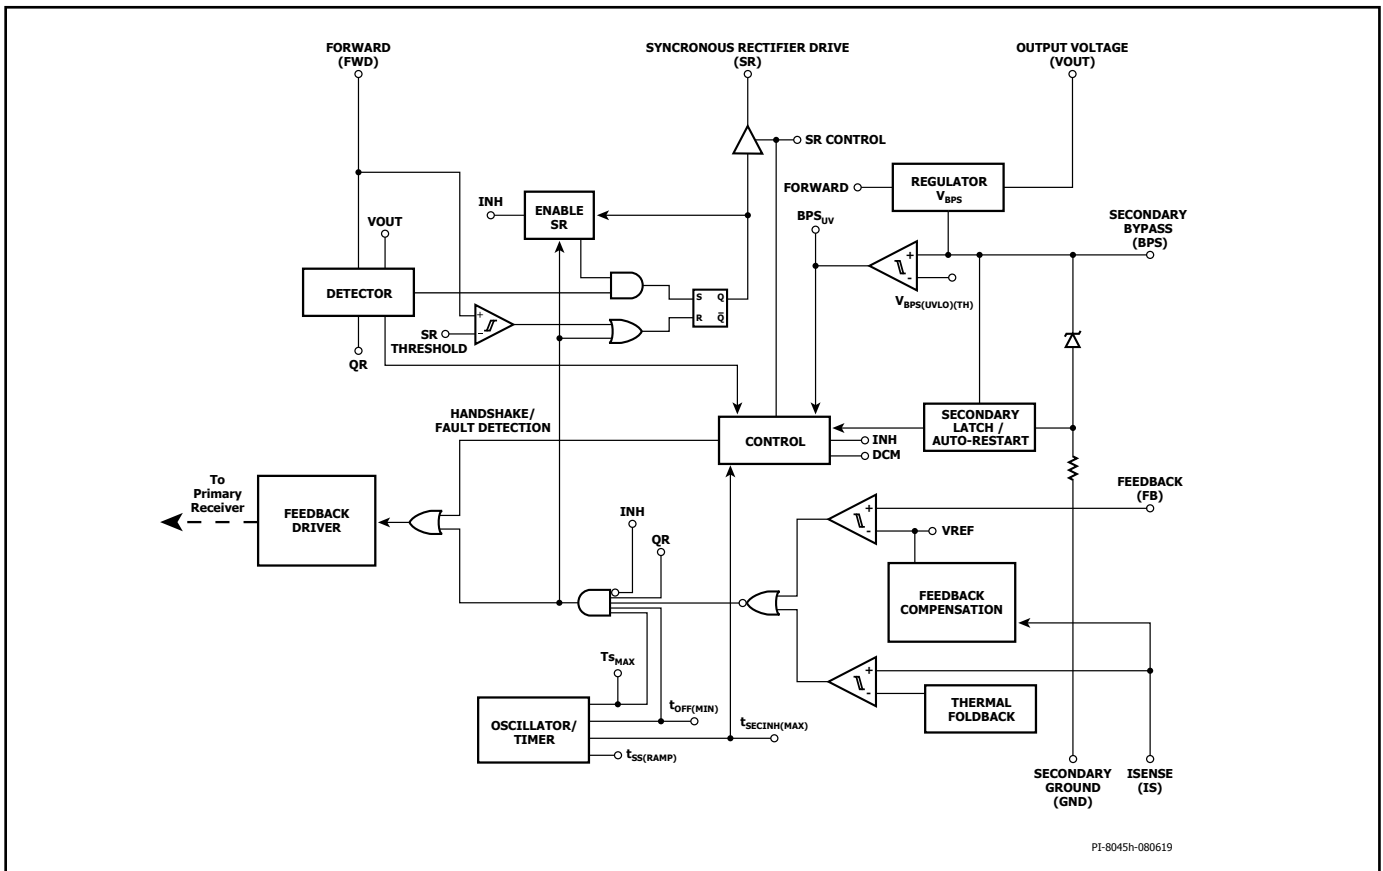 FORWARD
(FWD)
SYNCRONOUS RECTIFIER DRIVE
(SR)
OUTPUT VOLTAGE
(VOUT)
SR CONTROL
FORWARD
REGULATOR
VBPS
INH
ENABLE
SR
VOUT
BPSUV
SECONDARY
BYPASS
(BPS)
DETECTOR
+
-
VBPS(UVLO)(TH)
S Q
R Q̅
+
−
SR
THRESHOLD
QR
HANDSHAKE/
FAULT DETECTION
CONTROL
INH
DCM
SECONDARY
LATCH /
AUTO-RESTART
To
Primary
Receiver
FEEDBACK
DRIVER
FEEDBACK
(FB)
+
-
VREF
INH
QR
FEEDBACK
COMPENSATION
TsMAX
+
-
THERMAL
FOLDBACK
OSCILLATOR/
TIMER
tOFF(MIN)
tSECINH(MAX)
tSS(RAMP)
SECONDARY
GROUND
(GND)
ISENSE
(IS)
PI-8045h-080619